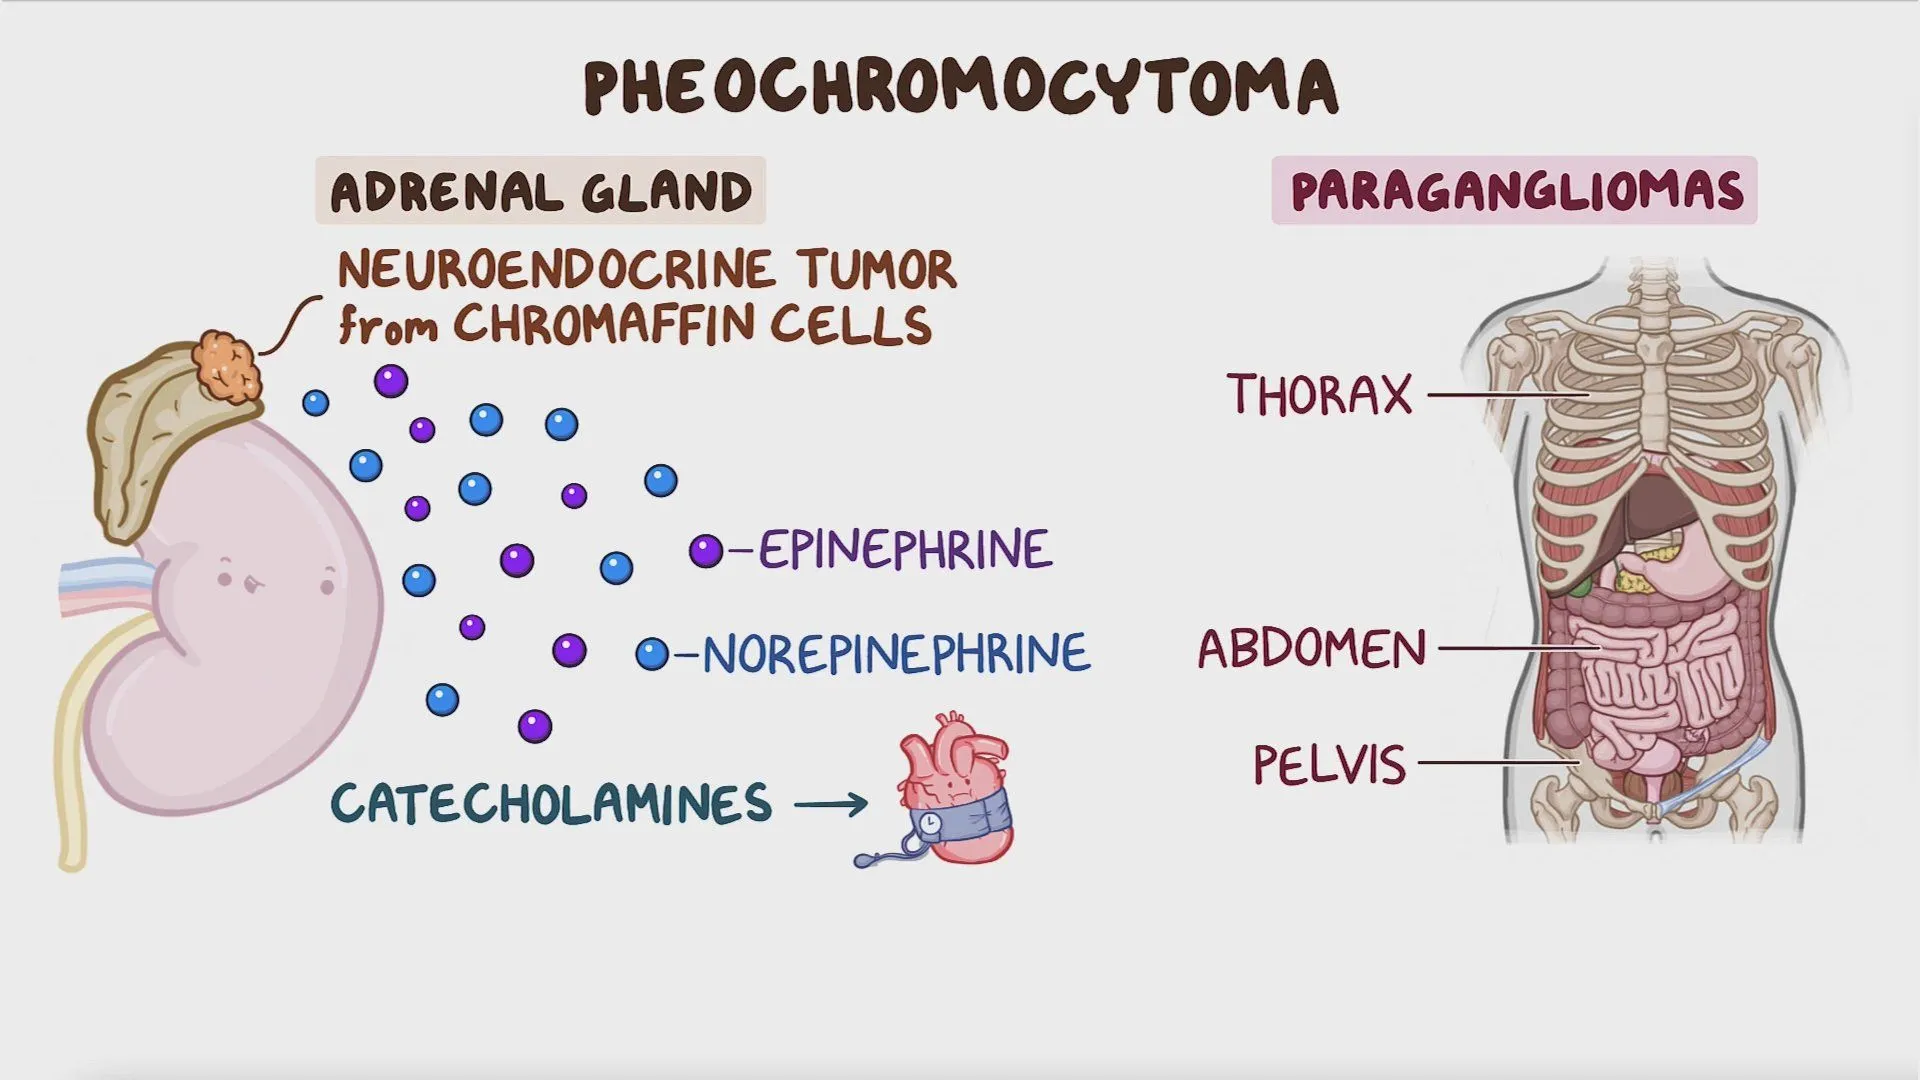 PHEOCHROMOCYTOMA
ADRENAL GLAND
NEUROENDOCRINE TUMOR
from CHROMAFFIN CELLS
EPINEPHRINE
NOREPINEPHRINE
CATECHOLAMINES
PARAGANGLIOMAS
THORAX
ABDOMEN
PELVIS